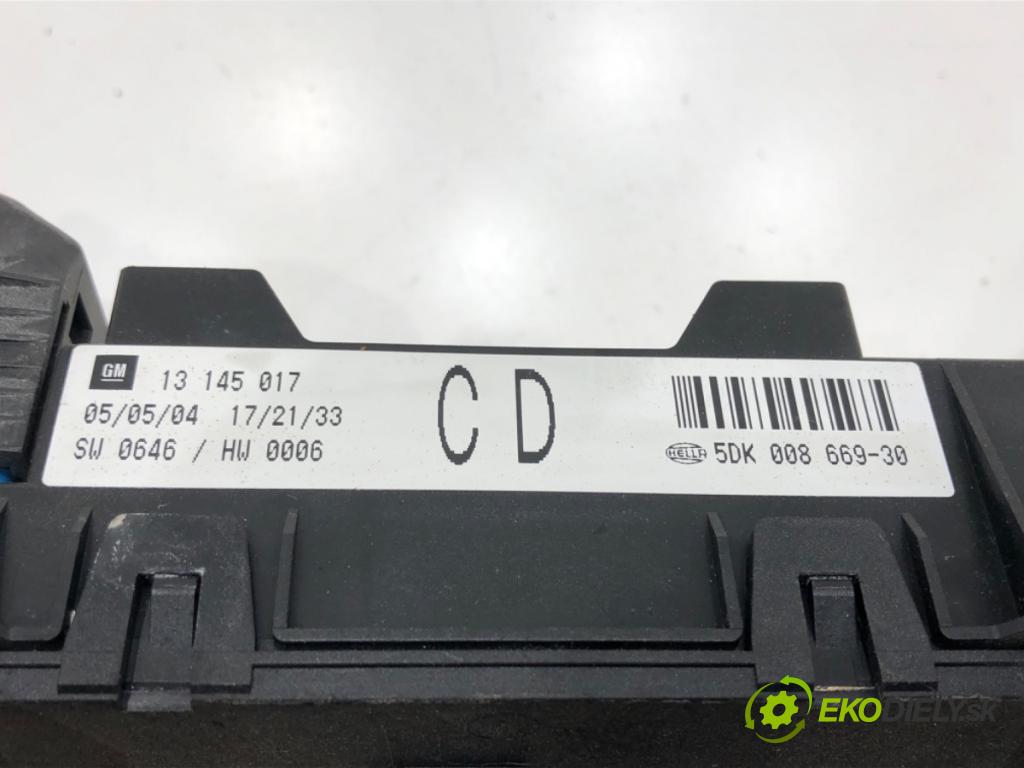 GM 13 145 017
05/05/04 17/21/33
SW 0646 / HW 0006
CD
HELLA 5DK 008 669-30
EKODIELY.SK